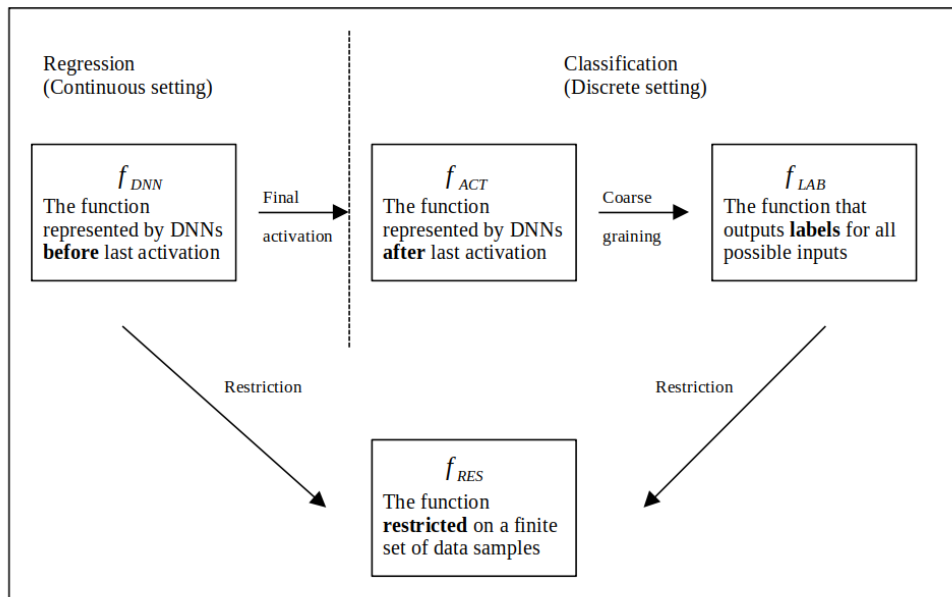 Regression
(Continuous setting)
Classification
(Discrete setting)
f DNN
The function
represented by DNNs
before last activation
Final
activation
f ACT
The function
represented by DNNs
after last activation
Coarse
graining
f LAB
The function that
outputs labels for all
possible inputs
Restriction
Restriction
f RES
The function
restricted on a finite
set of data samples